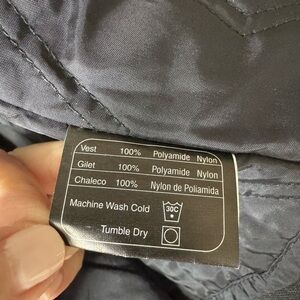 Vest 100% Polyamide Nylon
Gilet 100% Polyamide Nylon
Chaleco 100% Nylon de Poliamida
Machine Wash Cold 30C
Tumble Dry